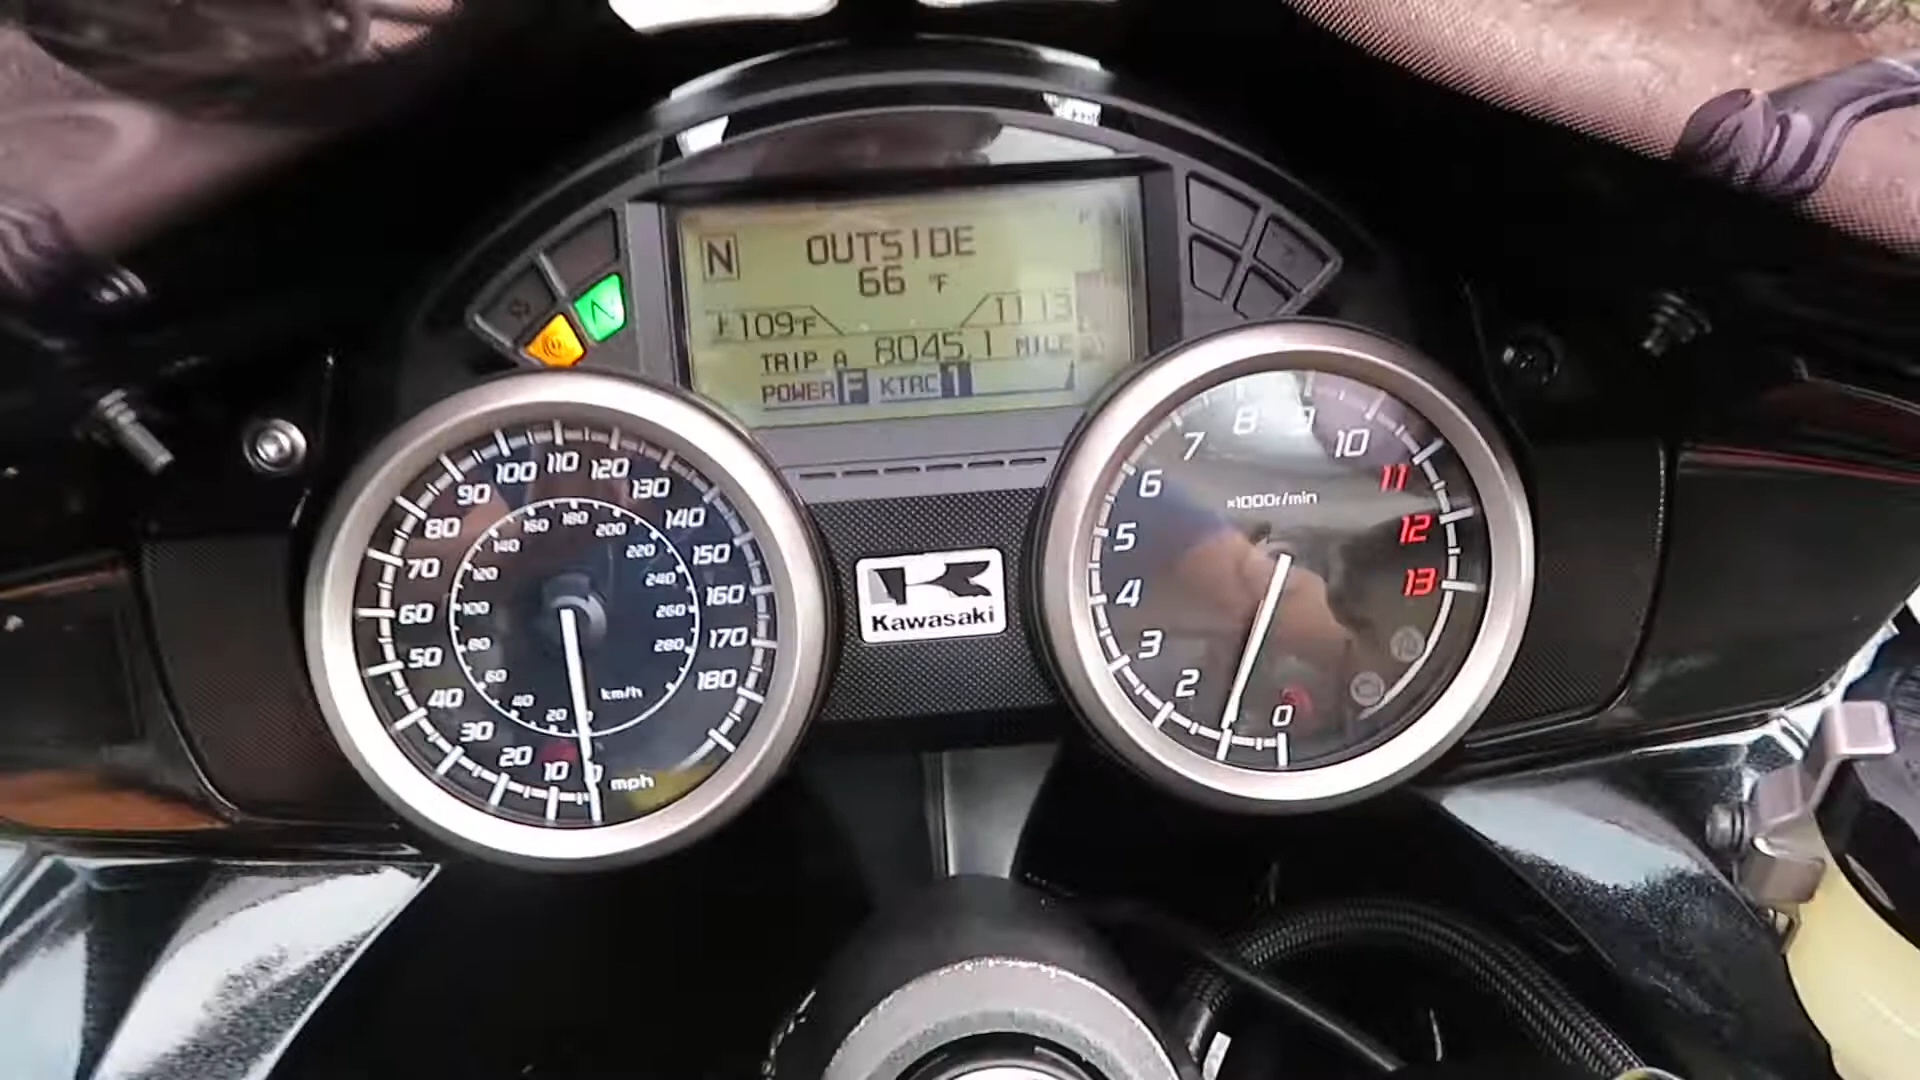 N
OUTSIDE
66 °F
109°F
11 13
TRIP A 8045.1 MILE
POWER F KTRC 1
Kawasaki
0 10 20 30 40 50 60 70 80 90 100 110 120 130 140 150 160 170 180
mph
20 40 60 80 100 120 140 160 180 200 220 240 260 280
km/h
0 2 3 4 5 6 7 8 9 10 11 12 13
×1000r/min